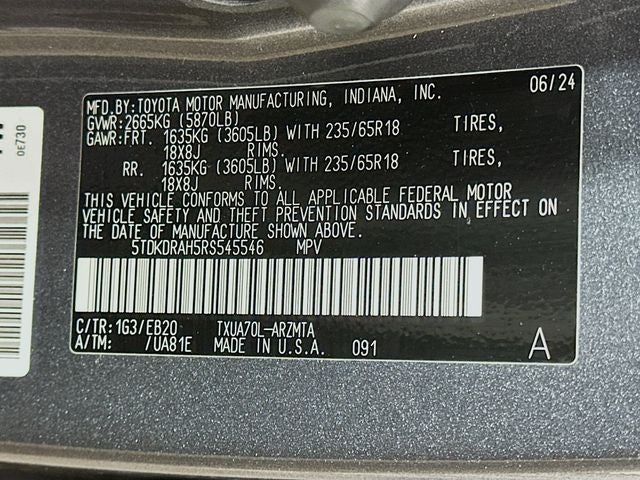 MFD.BY:TOYOTA MOTOR MANUFACTURING, INDIANA, INC. 06/24
GVWR:2665KG (5870LB)
GAWR:FRT. 1635KG (3605LB) WITH 235/65R18 TIRES,
18X8J RIMS.
RR. 1635KG (3605LB) WITH 235/65R18 TIRES,
18X8J RIMS.
THIS VEHICLE CONFORMS TO ALL APPLICABLE FEDERAL MOTOR
VEHICLE SAFETY AND THEFT PREVENTION STANDARDS IN EFFECT ON
THE DATE OF MANUFACTURE SHOWN ABOVE.
5TDKDRAH5RS545546 MPV
C/TR:1G3/EB20 TXUA70L-ARZMTA
A/TM: /UA81E MADE IN U.S.A. 091 A
0E730